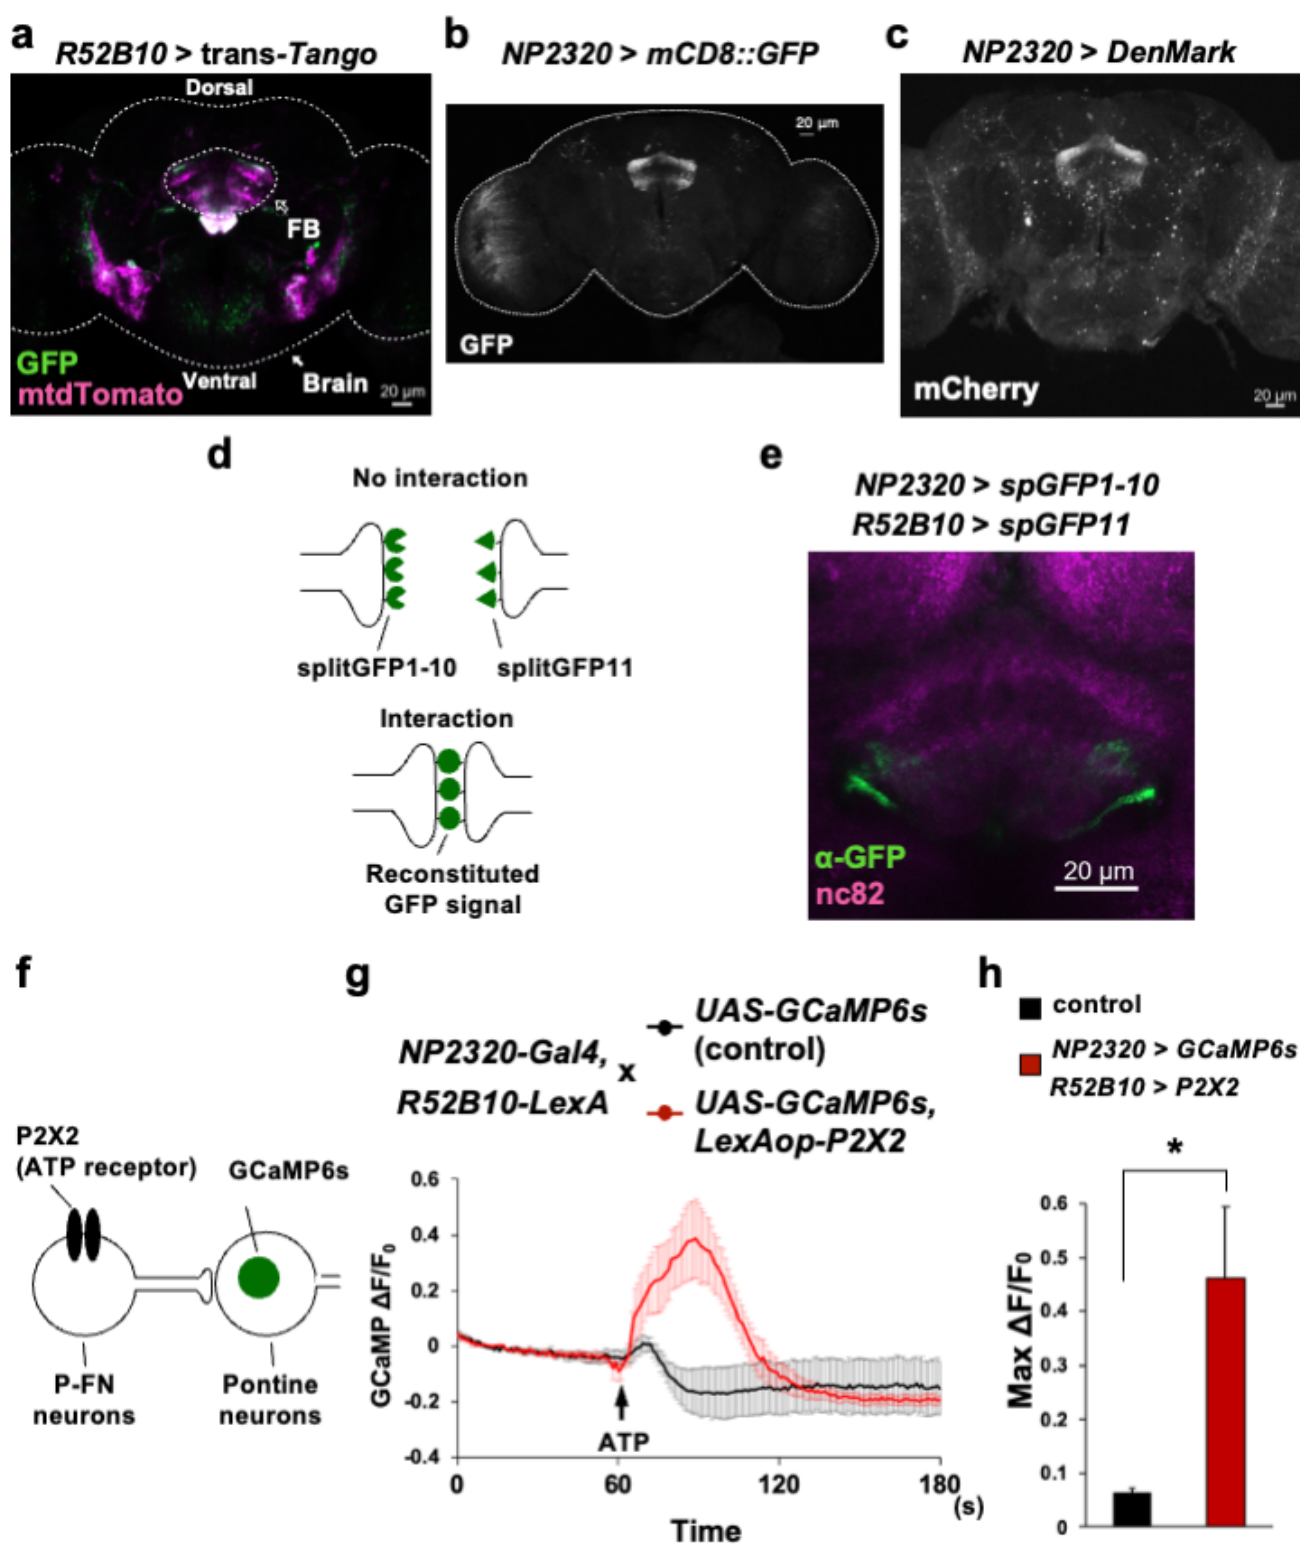 a
R52B10 > trans-Tango
Dorsal
FB
GFP
mtdTomato
Ventral
Brain
20 µm
b
NP2320 > mCD8::GFP
20 µm
GFP
c
NP2320 > DenMark
mCherry
20 µm
d
No interaction
splitGFP1-10
splitGFP11
Interaction
Reconstituted
GFP signal
e
NP2320 > spGFP1-10
R52B10 > spGFP11
α-GFP
nc82
20 µm
f
P2X2
(ATP receptor)
GCaMP6s
P-FN
neurons
Pontine
neurons
g
NP2320-Gal4,
R52B10-LexA
x
UAS-GCaMP6s
(control)
UAS-GCaMP6s,
LexAop-P2X2
GCaMP ΔF/F0
0.6
0.4
0.2
0
-0.2
-0.4
ATP
0
60
120
180
(s)
Time
h
control
NP2320 > GCaMP6s
R52B10 > P2X2
*
Max ΔF/F0
0.6
0.5
0.4
0.3
0.2
0.1
0